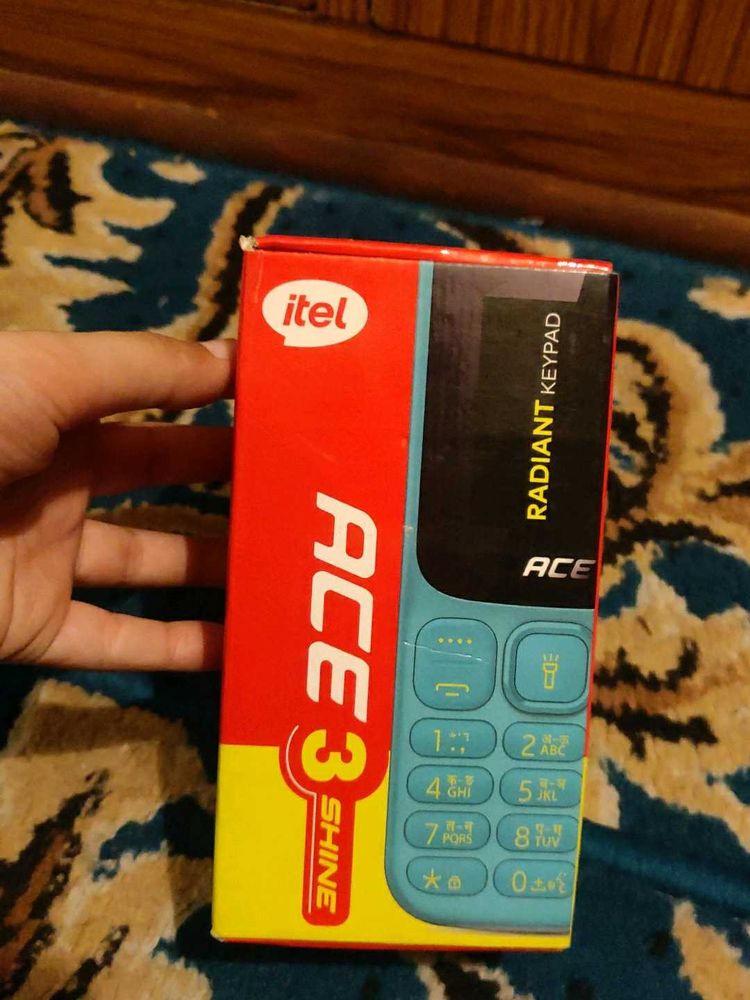 itel
ACE 3
SHINE
RADIANT KEYPAD
ACE
1
2 ABC
4 क-ङ
GHI
5 JKL
7 PQRS
8 TUV
* 
0